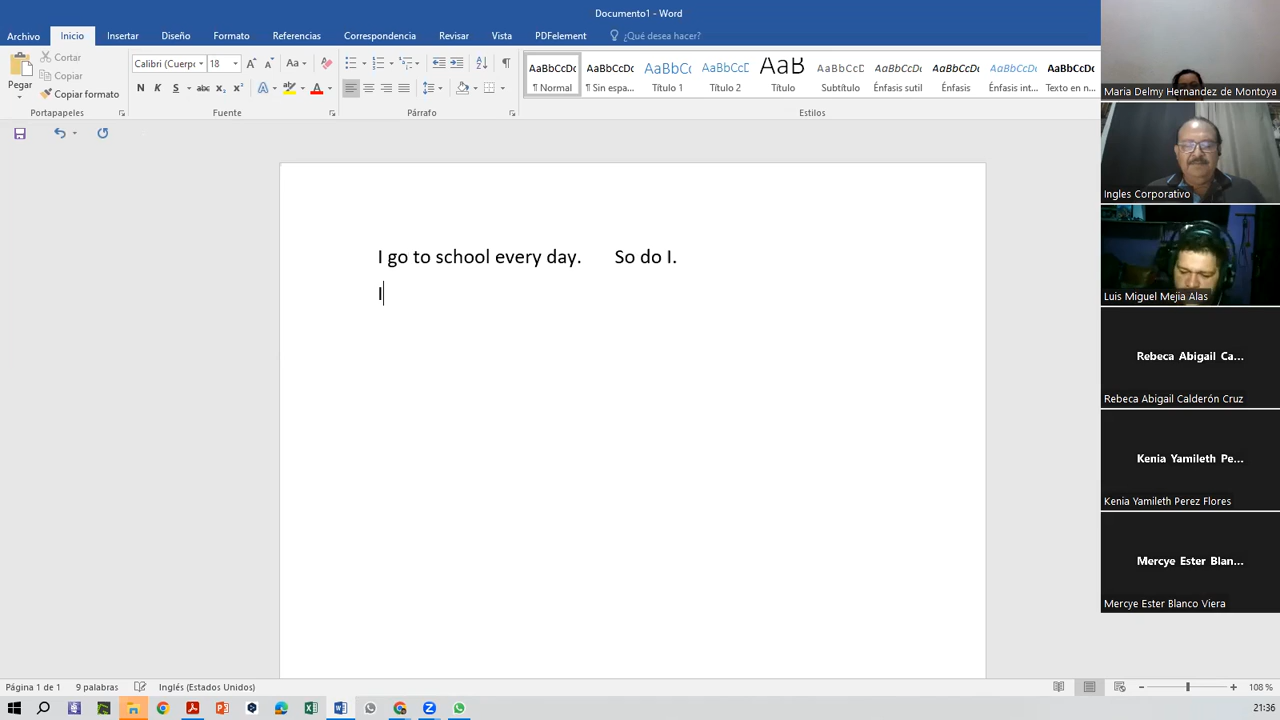 Documento1 - Word
Archivo Inicio Insertar Diseño Formato Referencias Correspondencia Revisar Vista PDFelement ¿Qué desea hacer?
Pegar
Cortar
Copiar
Copiar formato
Portapapeles
Calibri (Cuerpo 18
N K S abc
Fuente
Párrafo
AaBbCcDc AaBbCcDc AaBbCc AaBbCcD AaB AaBbCcD AaBbCcDc AaBbCcDc AaBbCcDc AaBbCcDc
¶ Normal ¶ Sin espa... Título 1 Título 2 Título Subtítulo Énfasis sutil Énfasis Énfasis int... Texto en n...
Estilos
I go to school every day. So do I.
I
Maria Delmy Hernandez de Montoya
Ingles Corporativo
Luis Miguel Mejia Alas
Rebeca Abigail Ca...
Rebeca Abigail Calderón Cruz
Kenia Yamileth Pe...
Kenia Yamileth Perez Flores
Mercye Ester Blan...
Mercye Ester Blanco Viera
Página 1 de 1 9 palabras Inglés (Estados Unidos) 108 %
21:36